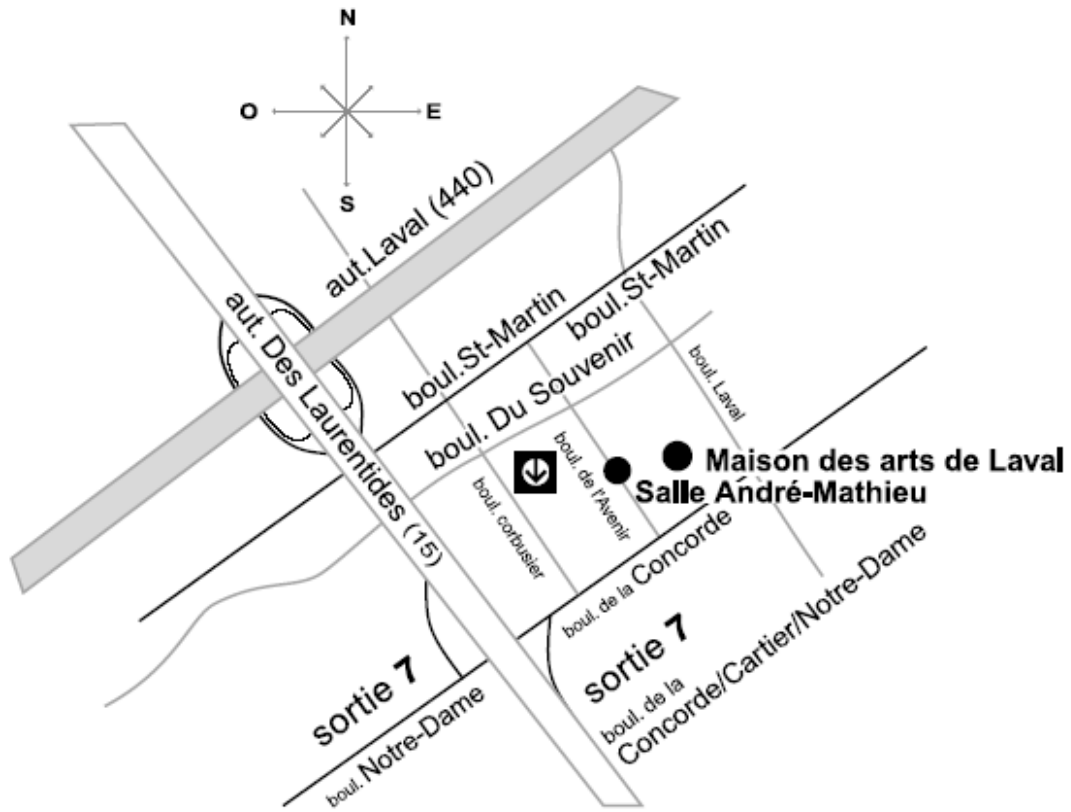 N
O
E
S
aut.Laval (440)
aut. Des Laurentides (15)
boul.St-Martin
boul.St-Martin
boul. Du Souvenir
boul. Laval
boul. corbusier
boul. de l'Avenir
Maison des arts de Laval
Salle André-Mathieu
boul. de la Concorde
sortie 7
boul. Notre-Dame
sortie 7
boul. de la
Concorde/Cartier/Notre-Dame